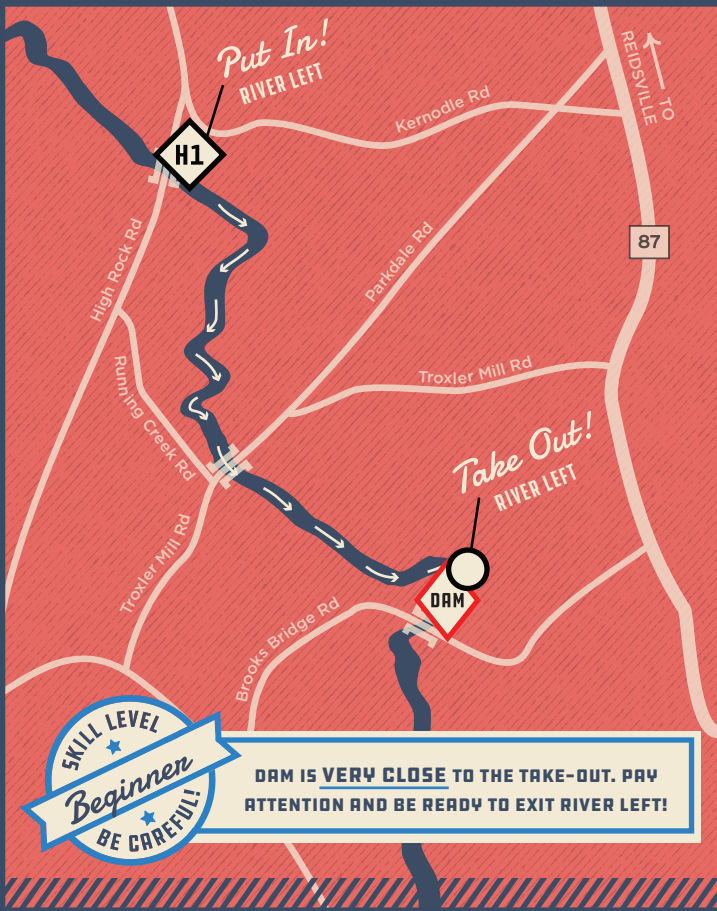 Put In!
RIVER LEFT
TO
REIDSVILLE
Kernodle Rd
H1
High Rock Rd
Parkdale Rd
87
Running Creek Rd
Troxler Mill Rd
Take Out!
RIVER LEFT
Troxler Mill Rd
DAM
Brooks Bridge Rd
SKILL LEVEL
Beginner
BE CAREFUL!
DAM IS VERY CLOSE TO THE TAKE-OUT. PAY
ATTENTION AND BE READY TO EXIT RIVER LEFT!